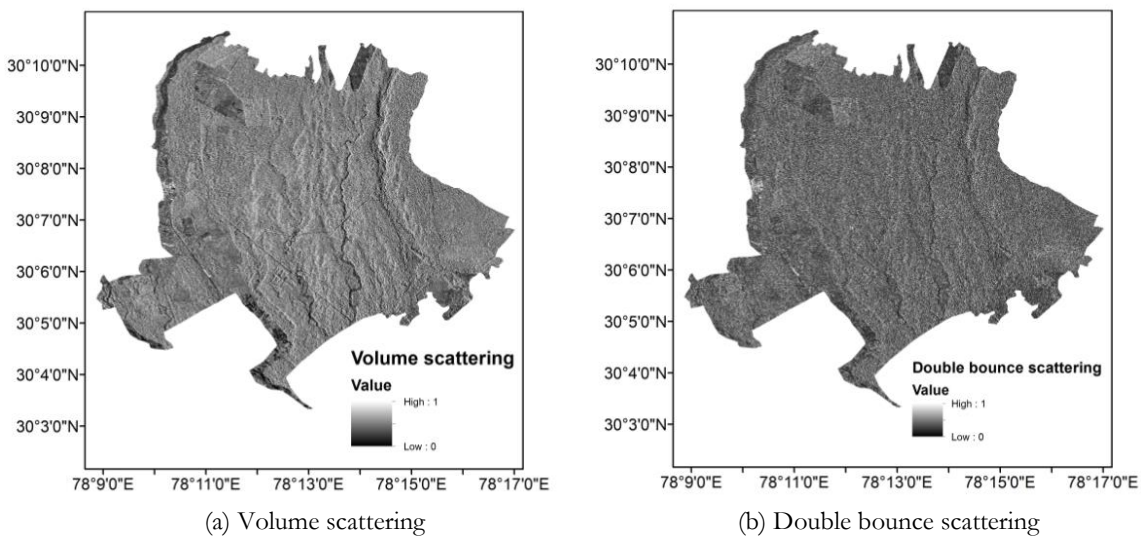 30°10'0"N
30°9'0"N
30°8'0"N
30°7'0"N
30°6'0"N
30°5'0"N
30°4'0"N
30°3'0"N
Volume scattering
Value
High : 1
Low : 0
78°9'0"E 78°11'0"E 78°13'0"E 78°15'0"E 78°17'0"E
(a) Volume scattering
30°10'0"N
30°9'0"N
30°8'0"N
30°7'0"N
30°6'0"N
30°5'0"N
30°4'0"N
30°3'0"N
Double bounce scattering
Value
High : 1
Low : 0
78°9'0"E 78°11'0"E 78°13'0"E 78°15'0"E 78°17'0"E
(b) Double bounce scattering